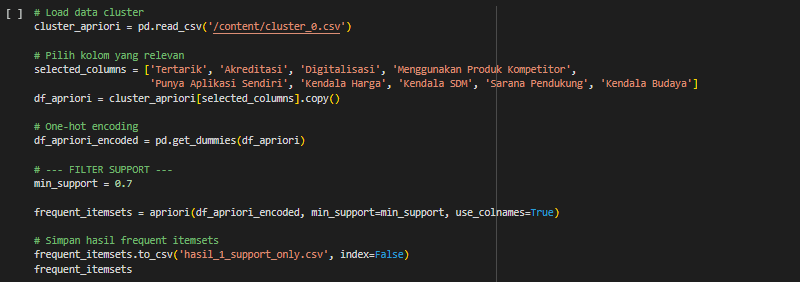 [ ] # Load data cluster
cluster_apriori = pd.read_csv('/content/cluster_0.csv')
# Pilih kolom yang relevan
selected_columns = ['Tertarik', 'Akreditasi', 'Digitalisasi', 'Menggunakan Produk Kompetitor',
'Punya Aplikasi Sendiri', 'Kendala Harga', 'Kendala SDM', 'Sarana Pendukung', 'Kendala Budaya']
df_apriori = cluster_apriori[selected_columns].copy()
# One-hot encoding
df_apriori_encoded = pd.get_dummies(df_apriori)
# --- FILTER SUPPORT ---
min_support = 0.7
frequent_itemsets = apriori(df_apriori_encoded, min_support=min_support, use_colnames=True)
# Simpan hasil frequent itemsets
frequent_itemsets.to_csv('hasil_1_support_only.csv', index=False)
frequent_itemsets